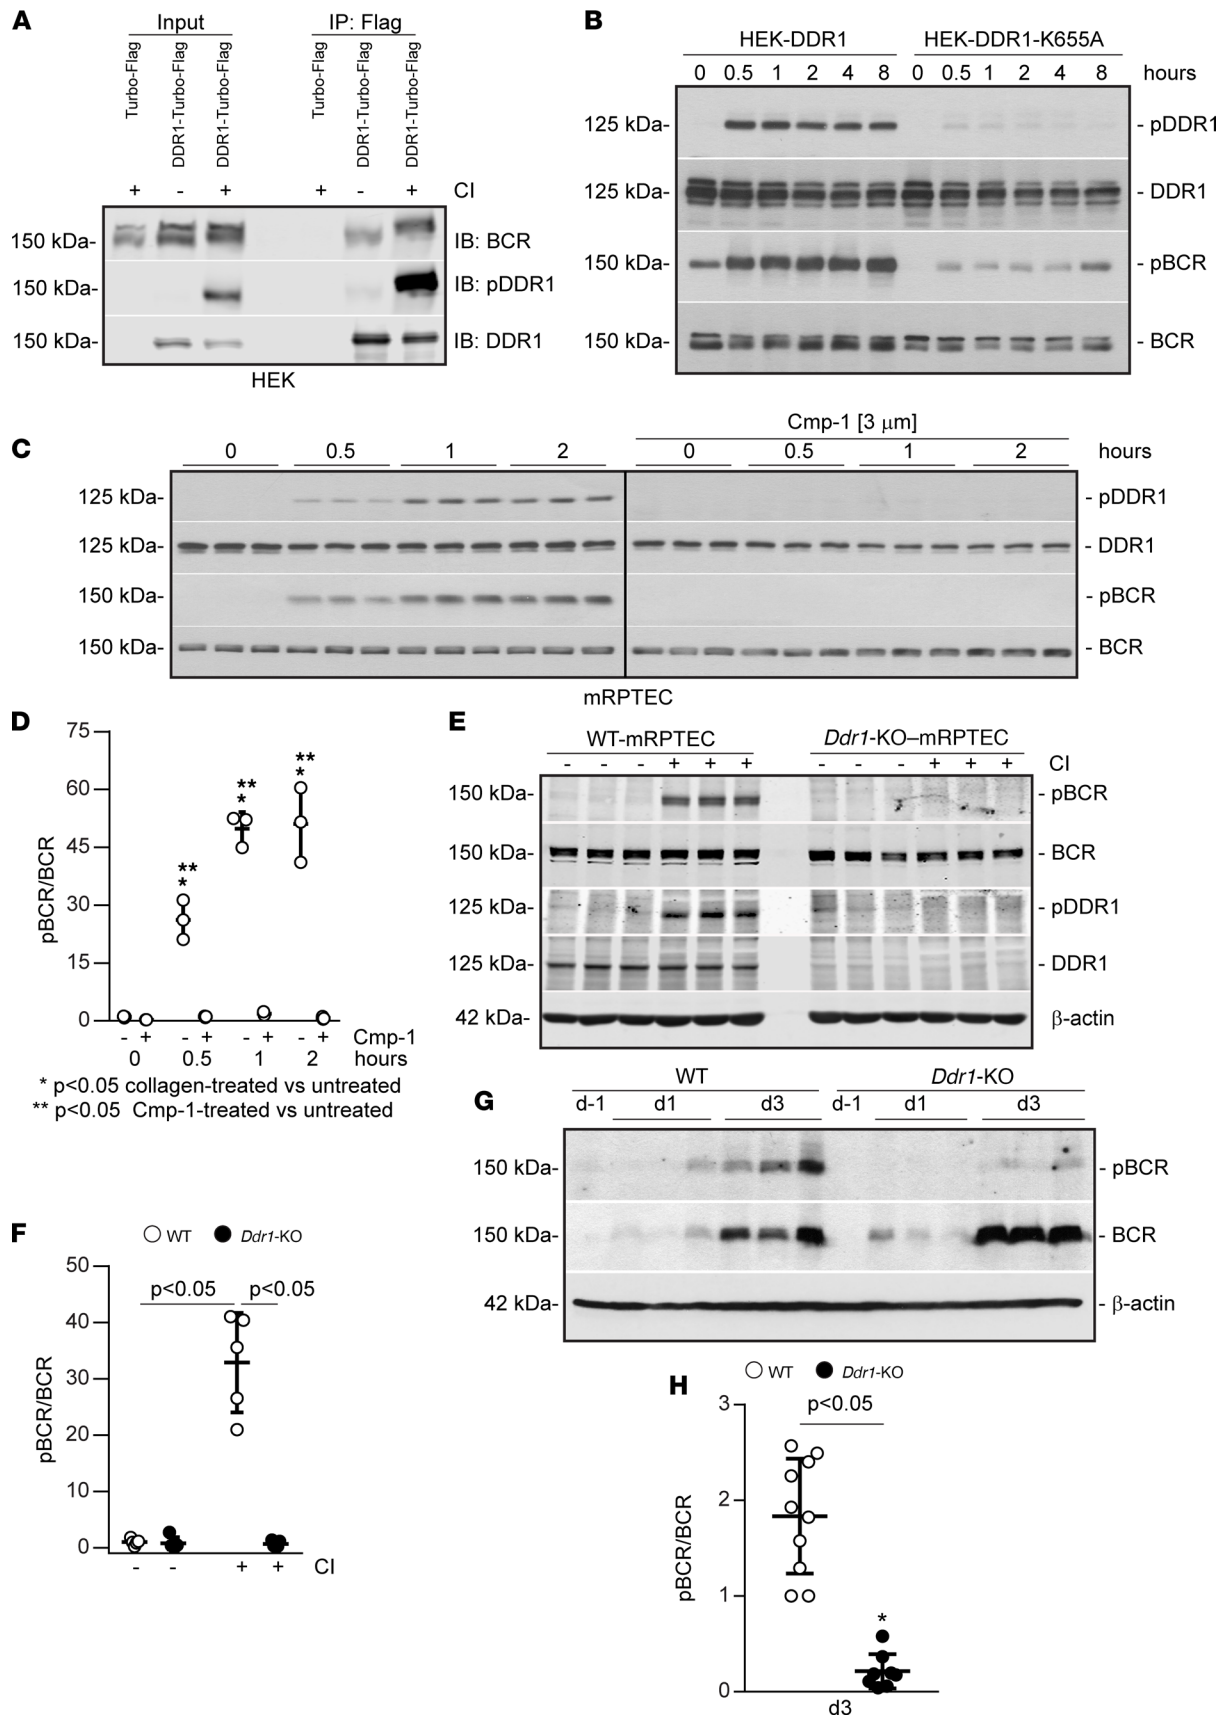 A
Input
IP: Flag
Turbo-Flag
DDR1-Turbo-Flag
DDR1-Turbo-Flag
Turbo-Flag
DDR1-Turbo-Flag
DDR1-Turbo-Flag
+ - + + - + CI
150 kDa- IB: BCR
150 kDa- IB: pDDR1
150 kDa- IB: DDR1
HEK
B
HEK-DDR1 HEK-DDR1-K655A
0 0.5 1 2 4 8 0 0.5 1 2 4 8 hours
125 kDa- - pDDR1
125 kDa- - DDR1
150 kDa- - pBCR
150 kDa- - BCR
C
Cmp-1 [3 μm]
0 0.5 1 2 0 0.5 1 2 hours
125 kDa- - pDDR1
125 kDa- - DDR1
150 kDa- - pBCR
150 kDa- - BCR
mRPTEC
D
75
60
45
30
15
0
pBCR/BCR
** * ** * ** *
- + - + - + - + Cmp-1
0 0.5 1 2 hours
* p<0.05 collagen-treated vs untreated
** p<0.05 Cmp-1-treated vs untreated
E
WT-mRPTEC Ddr1-KO–mRPTEC
- - - + + + - - - + + + CI
150 kDa- - pBCR
150 kDa- - BCR
125 kDa- - pDDR1
125 kDa- - DDR1
42 kDa- β-actin
F
WT Ddr1-KO
50
40
30
20
10
0
pBCR/BCR
p<0.05 p<0.05
- - + + CI
G
WT Ddr1-KO
d-1 d1 d3 d-1 d1 d3
150 kDa- - pBCR
150 kDa- - BCR
42 kDa- - β-actin
H
WT Ddr1-KO
3
2
1
0
pBCR/BCR
p<0.05
*
d3